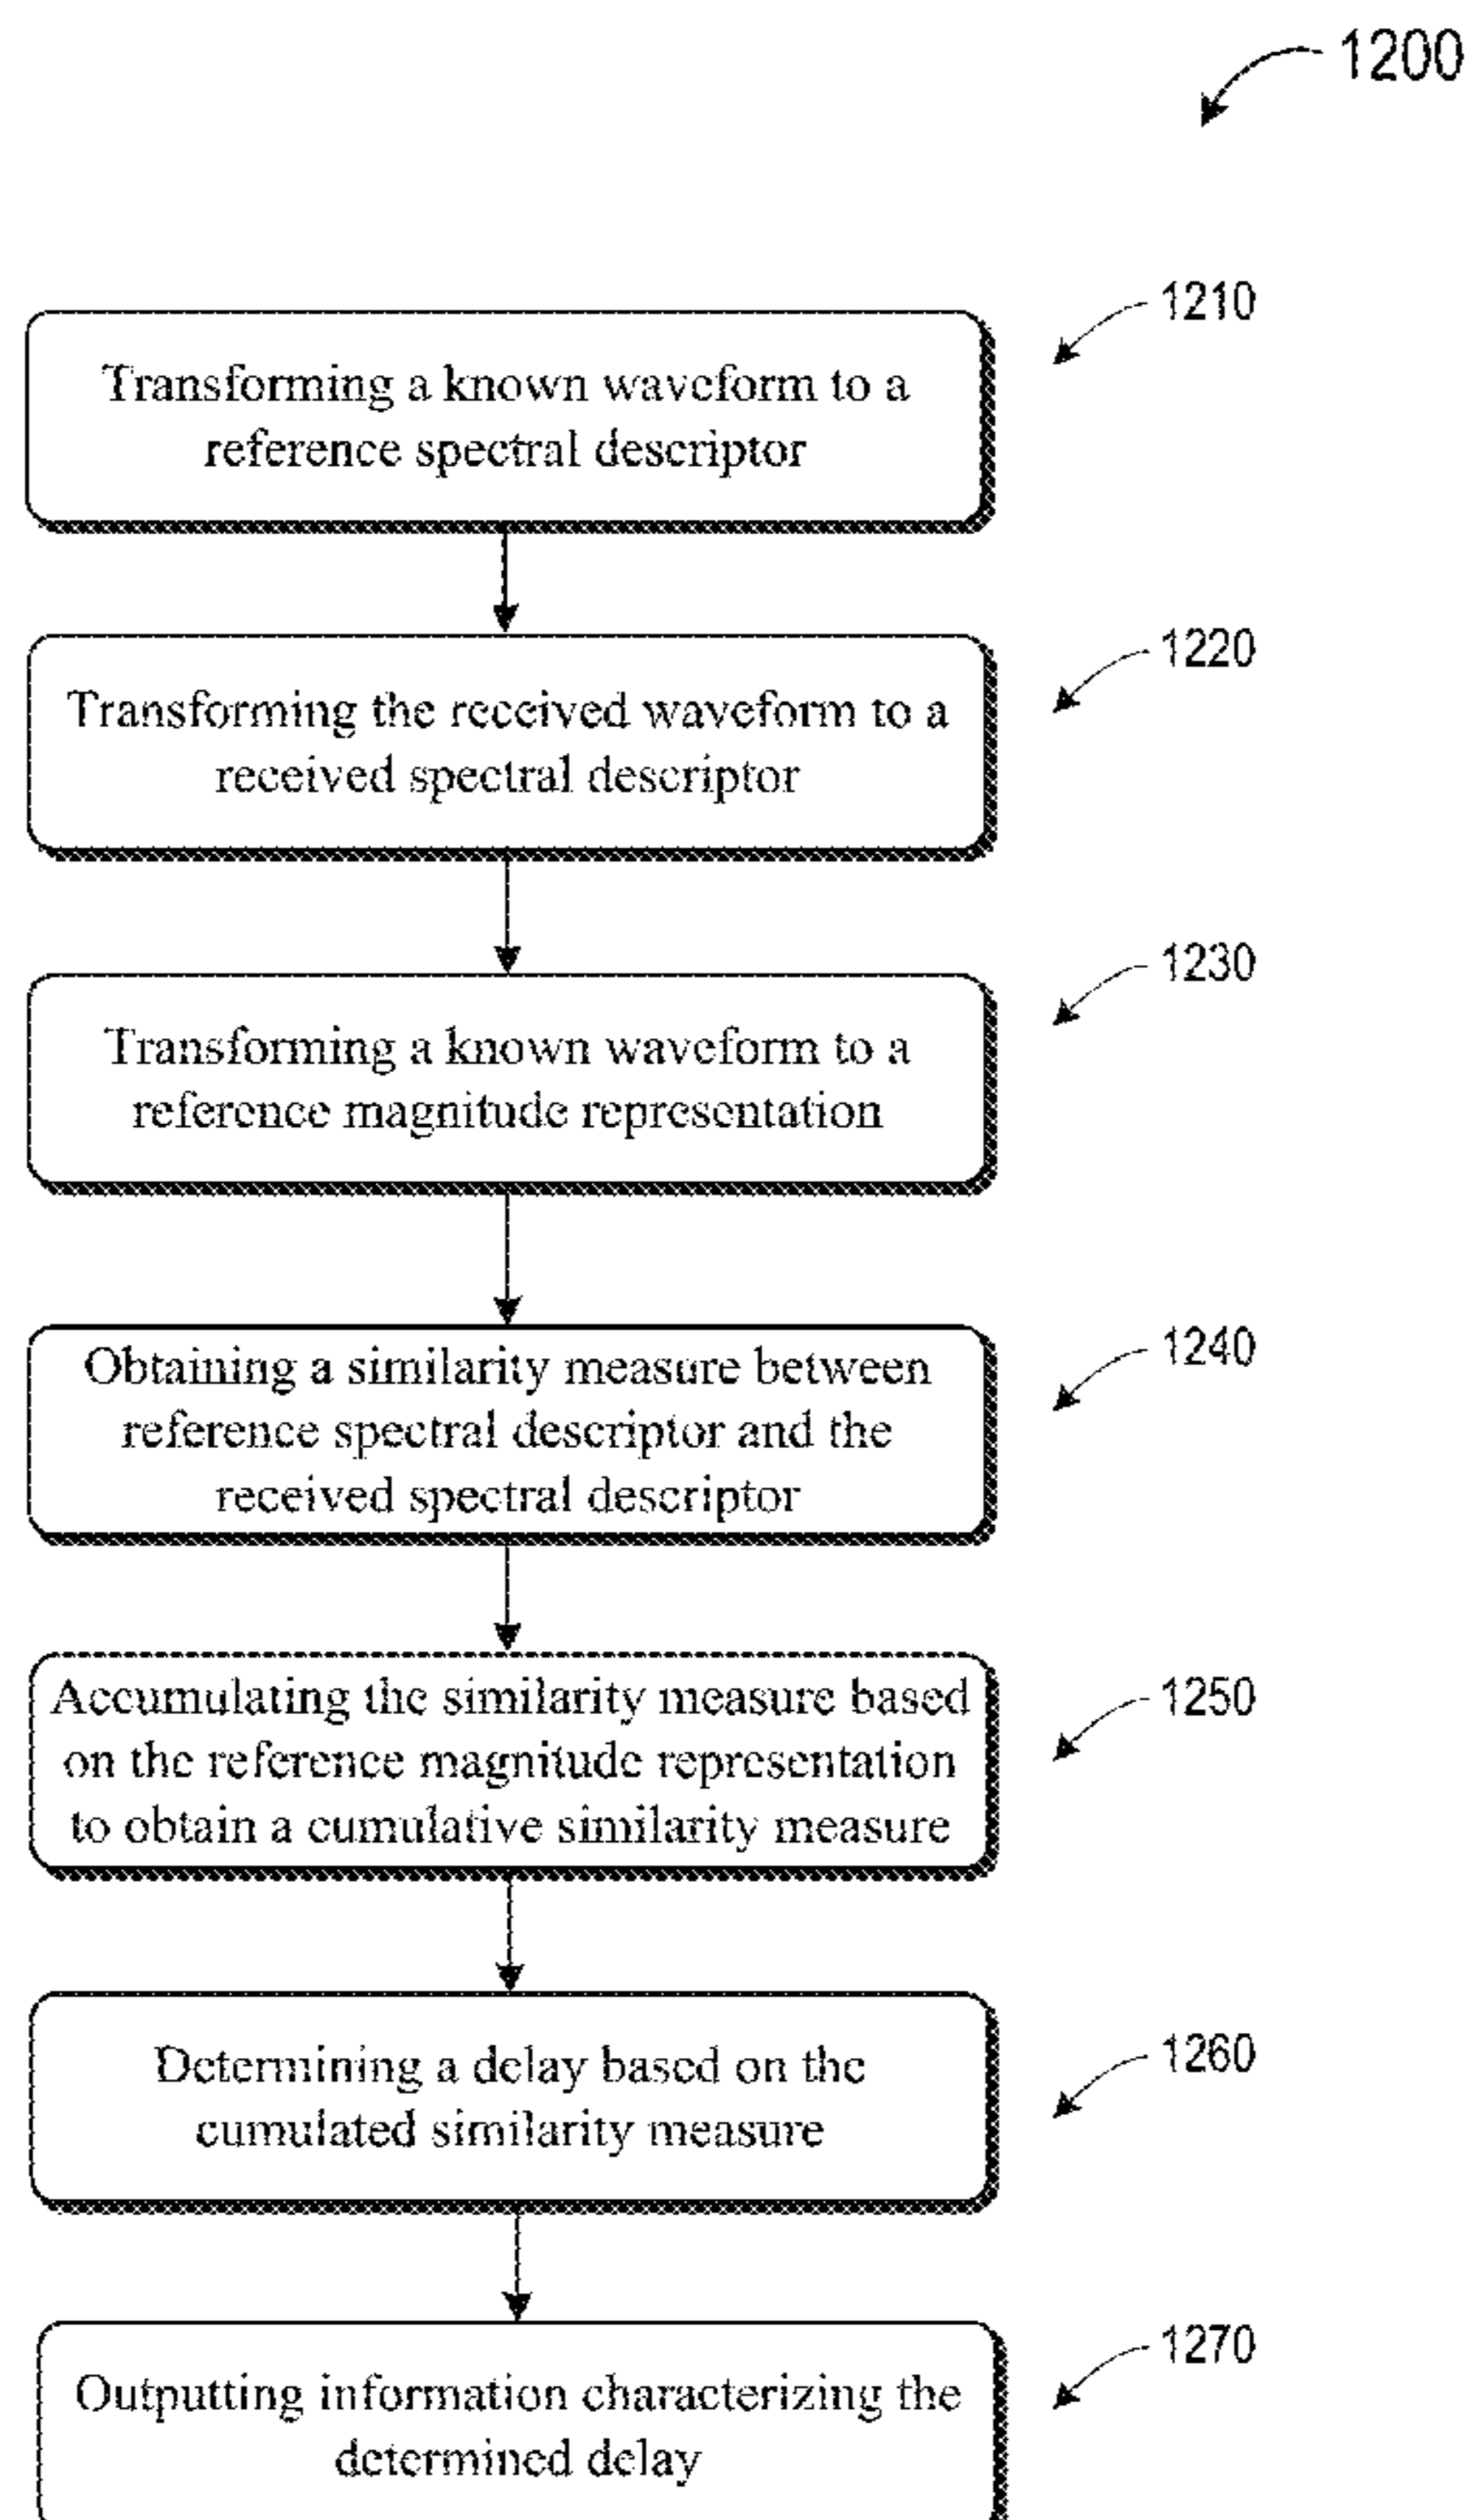 1200
1210
Transforming a known waveform to a
reference spectral descriptor
1220
Transforming the received waveform to a
received spectral descriptor
1230
Transforming a known waveform to a
reference magnitude representation
1240
Obtaining a similarity measure between
reference spectral descriptor and the
received spectral descriptor
1250
Accumulating the similarity measure based
on the reference magnitude representation
to obtain a cumulative similarity measure
1260
Determining a delay based on the
cumulated similarity measure
1270
Outputting information characterizing the
determined delay